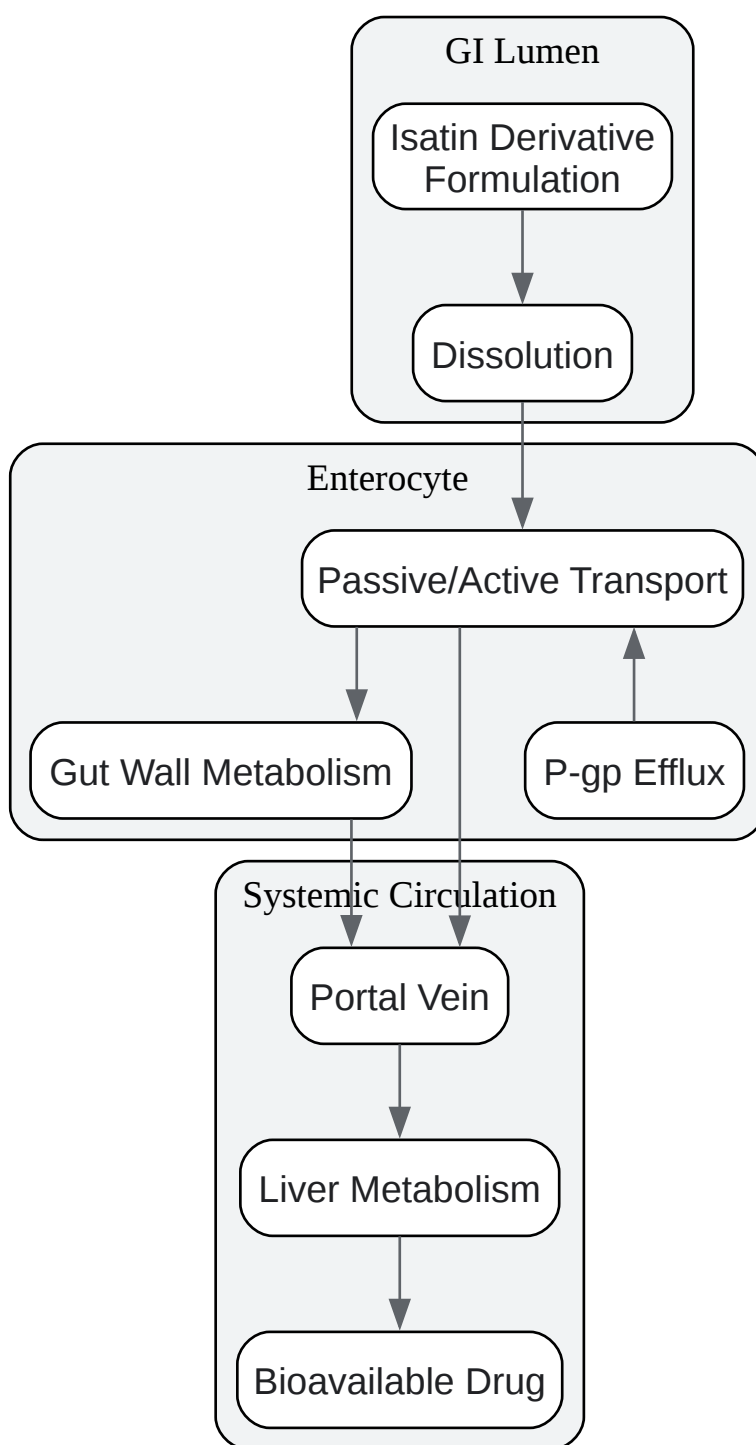 GI Lumen
Isatin Derivative
Formulation
Dissolution
Enterocyte
Passive/Active Transport
Gut Wall Metabolism
P-gp Efflux
Systemic Circulation
Portal Vein
Liver Metabolism
Bioavailable Drug